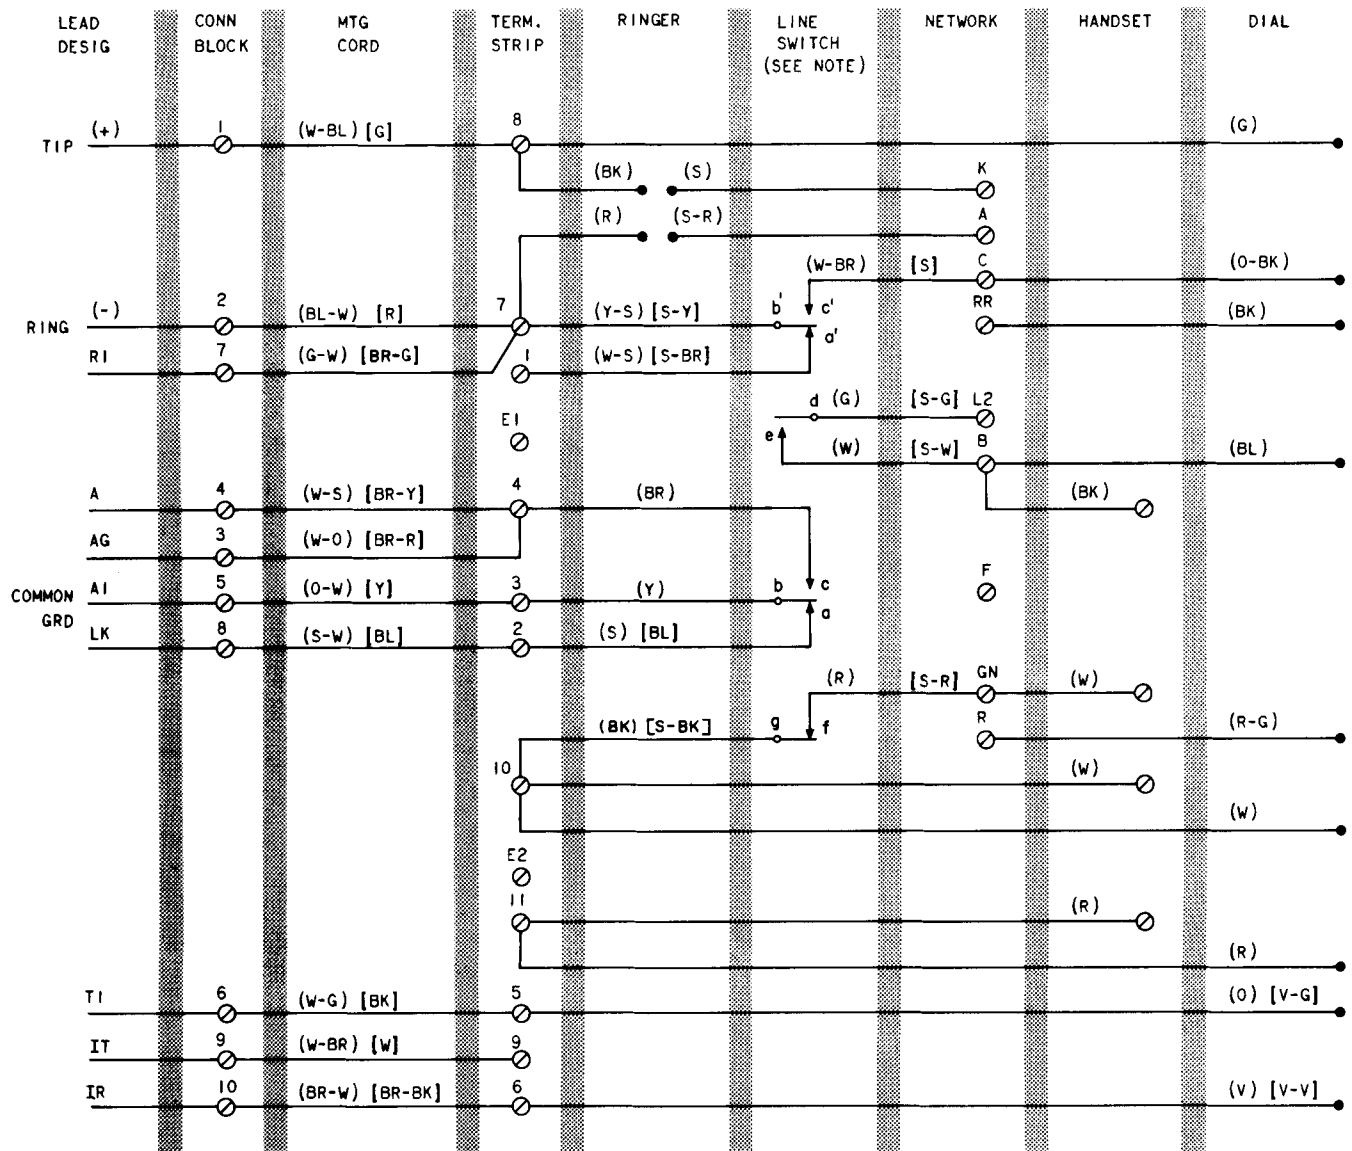 LEAD DESIG
CONN BLOCK
MTG CORD
TERM. STRIP
RINGER
LINE SWITCH (SEE NOTE)
NETWORK
HANDSET
DIAL
TIP (+) 1 (W-BL) [G] 8 (G)
(BK) (S) K
(R) (S-R) A
(W-BR) [S] C (O-BK)
RING (-) 2 (BL-W) [R] 7 (Y-S) [S-Y] b' c' RR (BK)
R1 7 (G-W) [BR-G] 1 (W-S) [S-BR] a'
d (G) [S-G] L2
E1 e (W) [S-W] B (BL)
A 4 (W-S) [BR-Y] 4 (BR) (BK)
AG 3 (W-O) [BR-R]
COMMON GRD
A1 5 (O-W) [Y] 3 (Y) b c F
LK 8 (S-W) [BL] 2 (S) [BL] a
(R) [S-R] GN (W)
(BK) [S-BK] g f R (R-G)
10 (W)
(W)
E2
11 (R)
(R)
T1 6 (W-G) [BK] 5 (O) [V-G]
IT 9 (W-BR) [W] 9
IR 10 (BR-W) [BR-BK] 6 (V) [V-V]